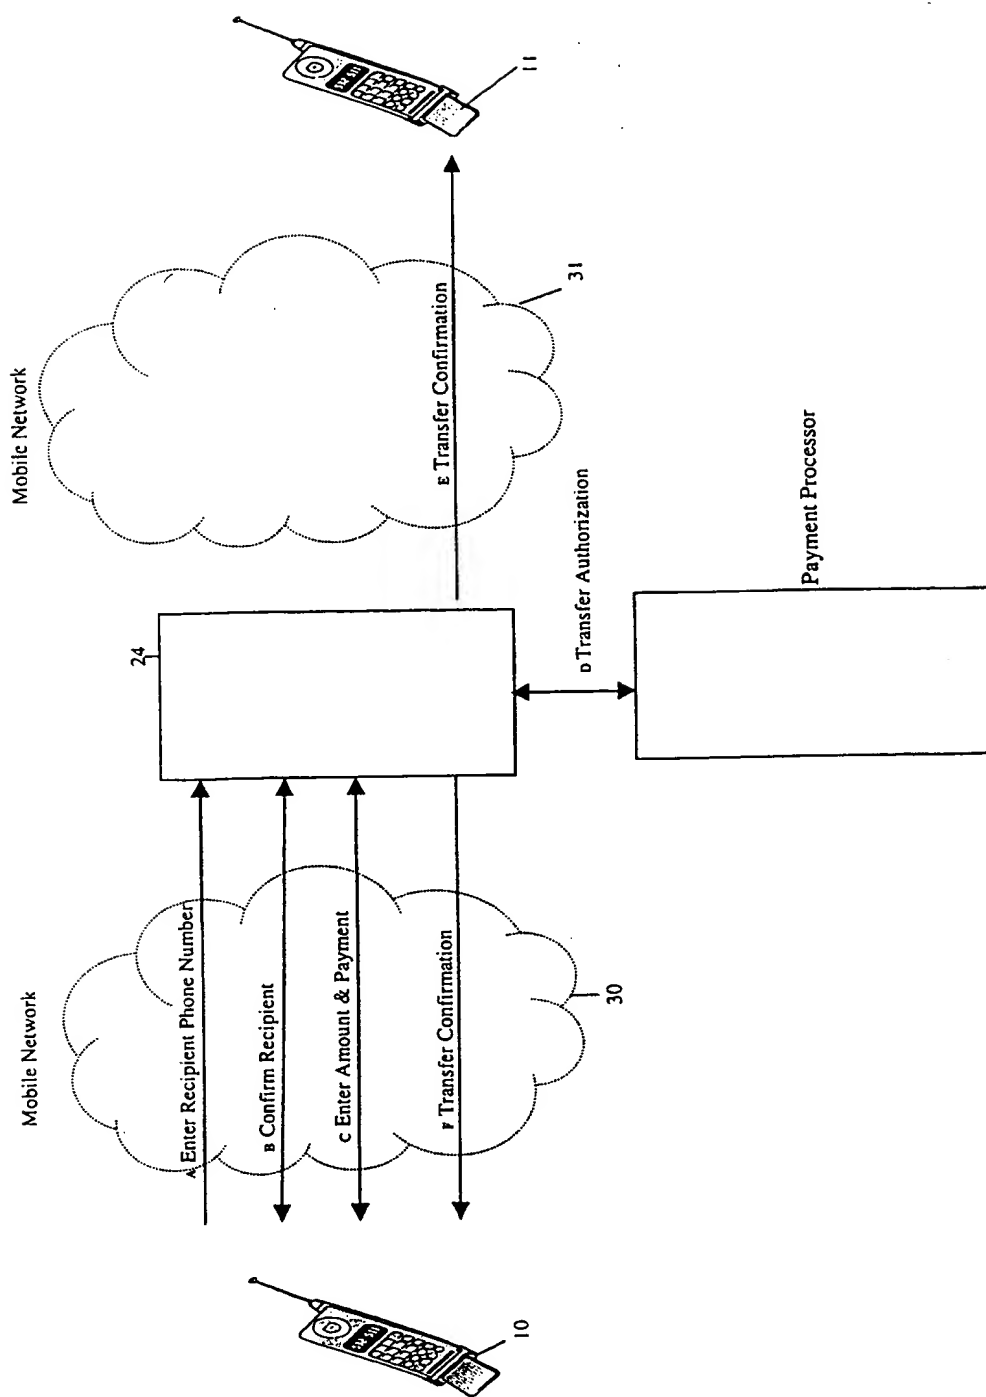 Mobile Network
Mobile Network
24
A Enter Recipient Phone Number
B Confirm Recipient
C Enter Amount & Payment
F Transfer Confirmation
E Transfer Confirmation
10
30
31
11
D Transfer Authorization
Payment Processor